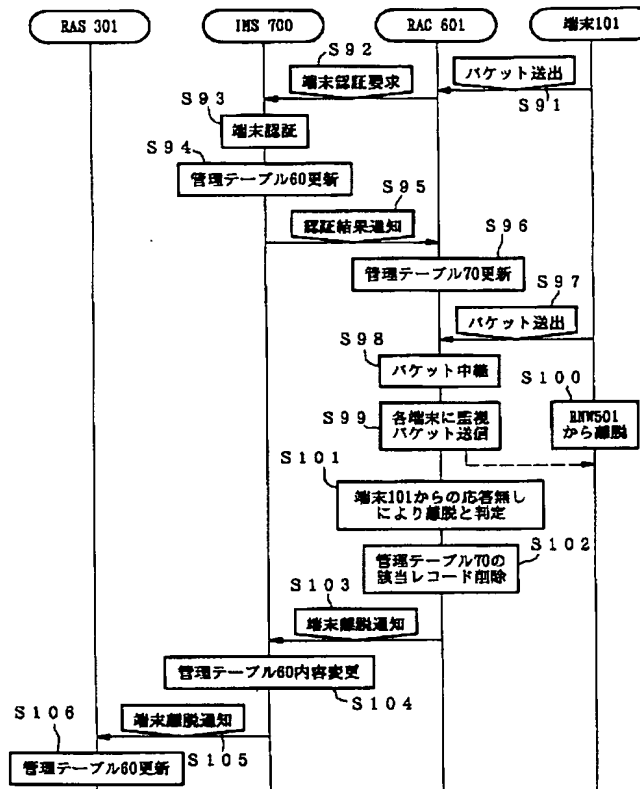 RAS 301
IMS 700
RAC 601
端末101
S92
端末認証要求
パケット送出
S91
S93
端末認証
S94
管理テーブル60更新
S95
認証結果通知
S96
管理テーブル70更新
S97
パケット送出
S98
パケット中継
S99
各端末に監視
パケット送信
S100
RNW501
から離脱
S101
端末101からの応答無し
により離脱と判定
管理テーブル70の
該当レコード削除
S102
S103
端末離脱通知
管理テーブル60内容変更
S104
S106
端末離脱通知
S105
管理テーブル60更新